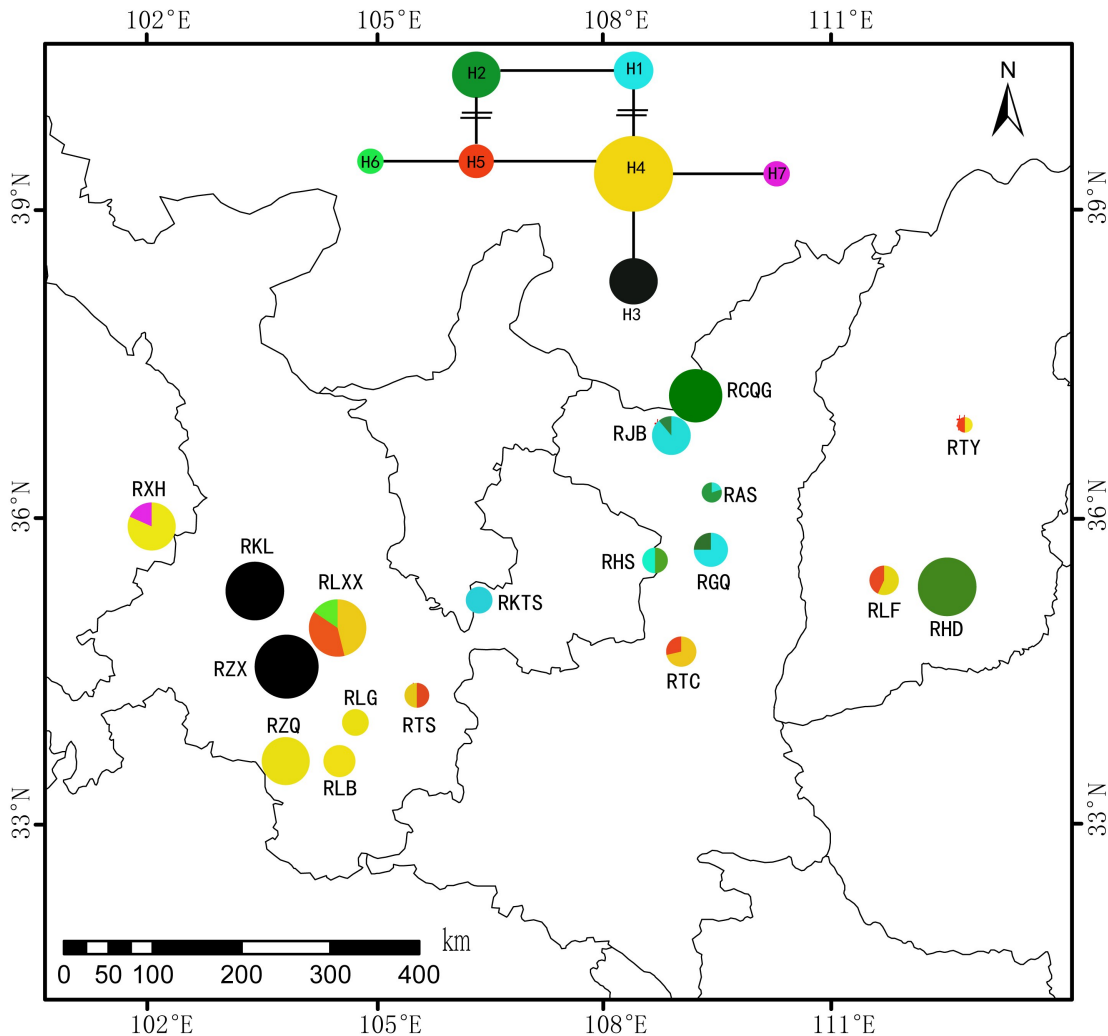 102°E 105°E 108°E 111°E
H2 H1
N
H6 H5 H4 H7
39°N 39°N
H3
RCQG
RJB
RTY
RXH
RAS
36°N 36°N
RKL
RHS
RGQ
RLXX
RKTS
RLF
RHD
RZX
RTC
RLG
RTS
RZQ
RLB
33°N 33°N
km
0 50 100 200 300 400
102°E 105°E 108°E 111°E